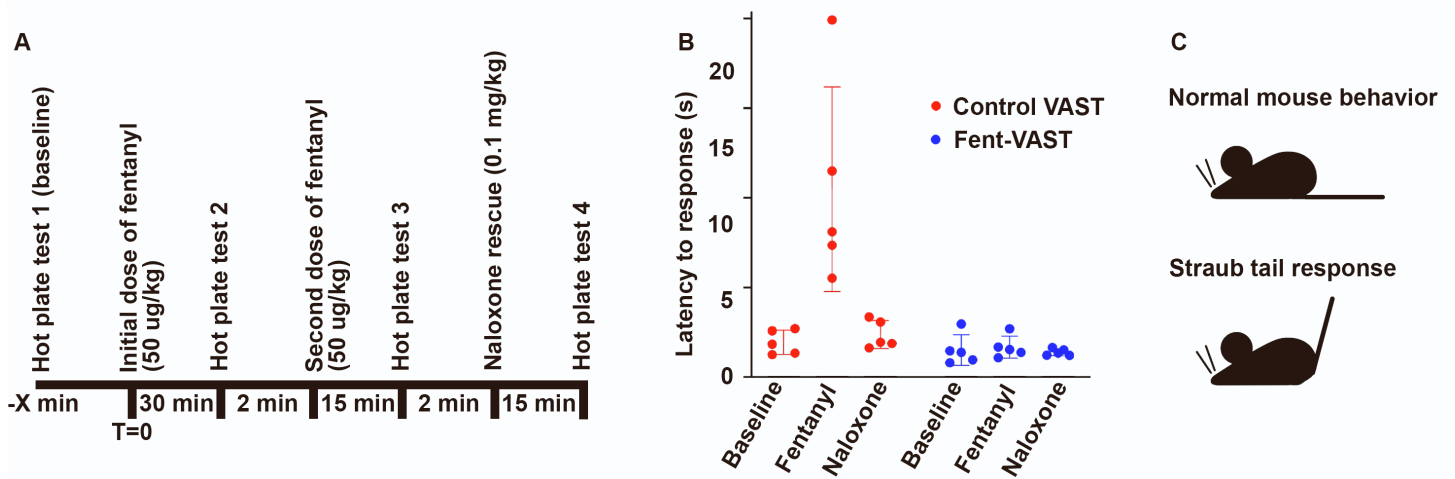 A
Hot plate test 1 (baseline)
Initial dose of fentanyl
(50 ug/kg)
Hot plate test 2
Second dose of fentanyl
(50 ug/kg)
Hot plate test 3
Naloxone rescue (0.1 mg/kg)
Hot plate test 4
-X min
30 min
2 min
15 min
2 min
15 min
T=0
B
Latency to response (s)
20
15
10
5
0
Control VAST
Fent-VAST
Baseline
Fentanyl
Naloxone
Baseline
Fentanyl
Naloxone
C
Normal mouse behavior
Straub tail response